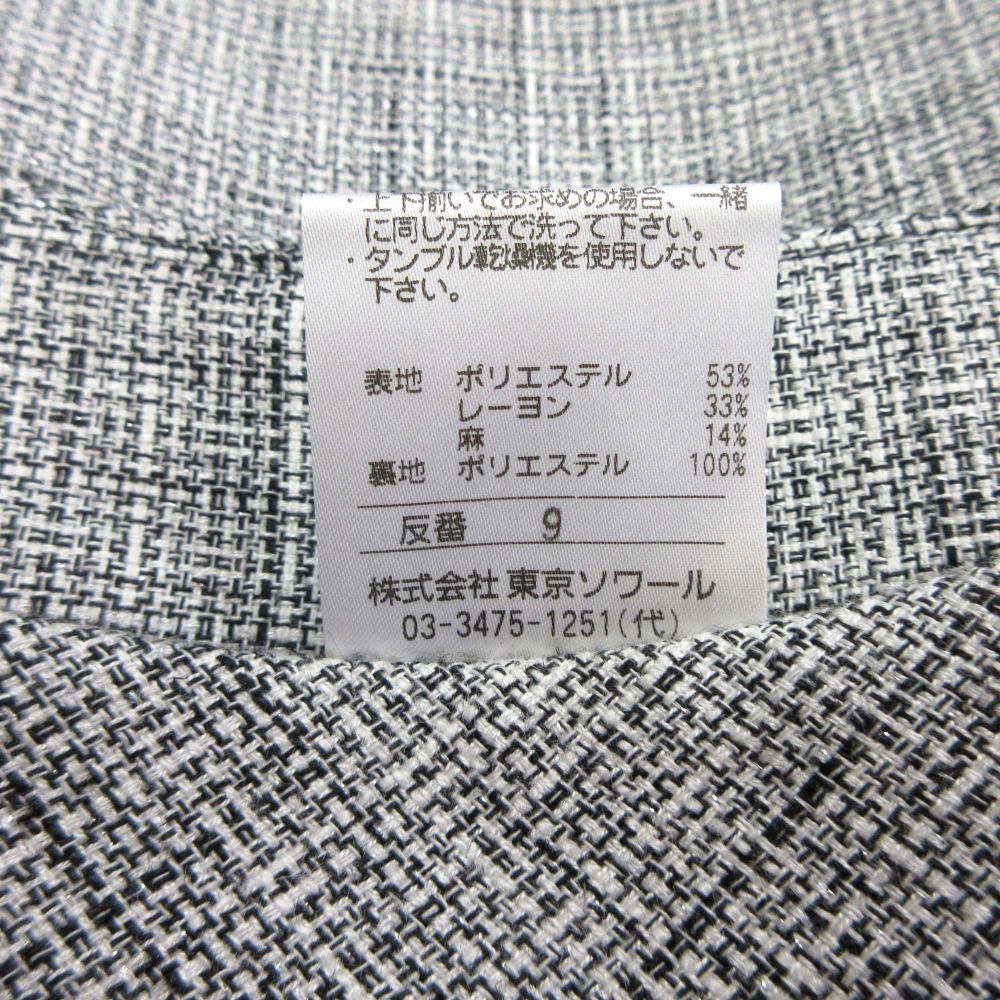 ・上下揃いでお求めの場合、一緒
に同じ方法で洗って下さい。
・タンブル乾燥機を使用しないで
下さい。
表地 ポリエステル 53%
レーヨン 33%
麻 14%
裏地 ポリエステル 100%
反番 9
株式会社 東京ソワール
03-3475-1251(代)